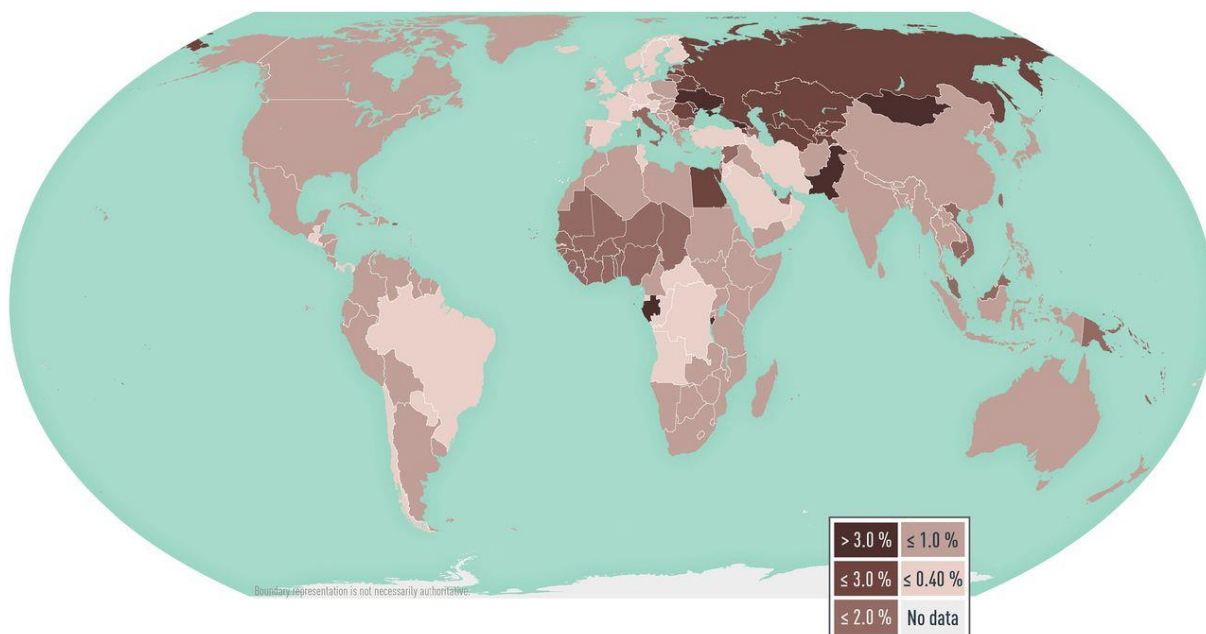 > 3.0 % ≤ 1.0 %
≤ 3.0 % ≤ 0.40 %
≤ 2.0 % No data
Boundary representation is not necessarily authoritative.